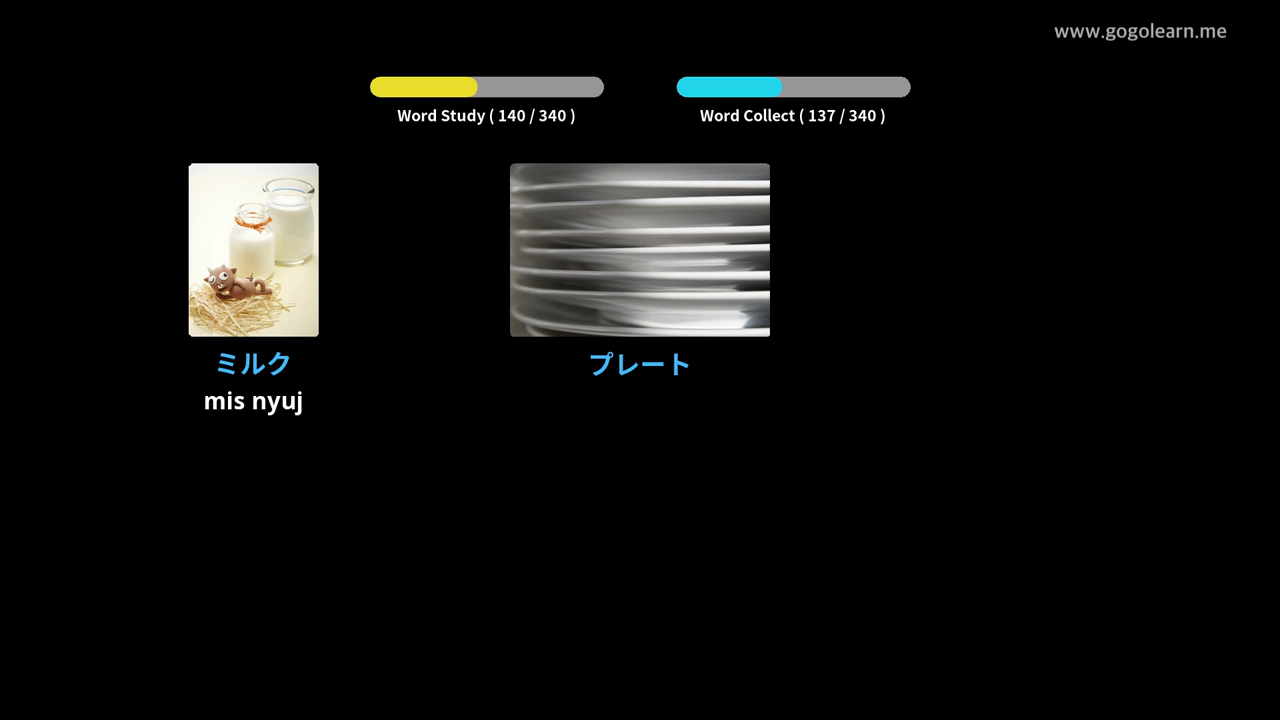 www.gogolearn.me
Word Study ( 140 / 340 )
Word Collect ( 137 / 340 )
ミルク
プレート
mis nyuj